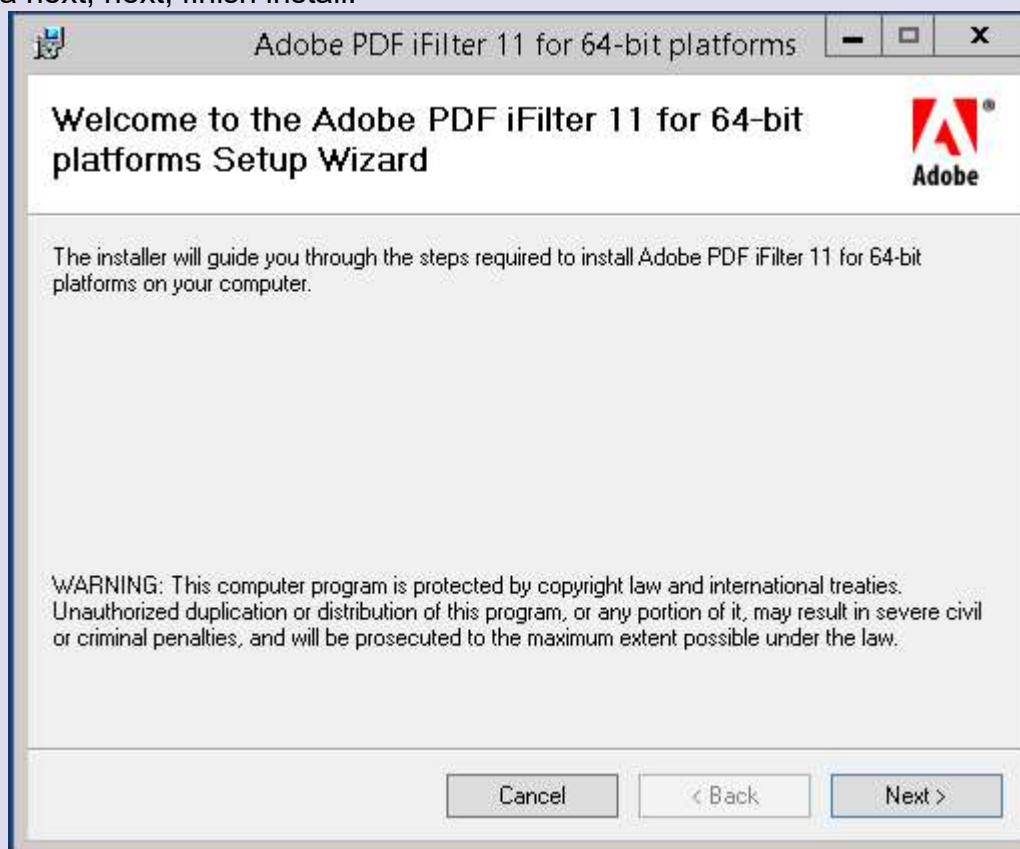 a next, next, finish install.
Adobe PDF iFilter 11 for 64-bit platforms
Welcome to the Adobe PDF iFilter 11 for 64-bit
platforms Setup Wizard
Adobe
The installer will guide you through the steps required to install Adobe PDF iFilter 11 for 64-bit
platforms on your computer.
WARNING: This computer program is protected by copyright law and international treaties.
Unauthorized duplication or distribution of this program, or any portion of it, may result in severe civil
or criminal penalties, and will be prosecuted to the maximum extent possible under the law.
Cancel
< Back
Next >